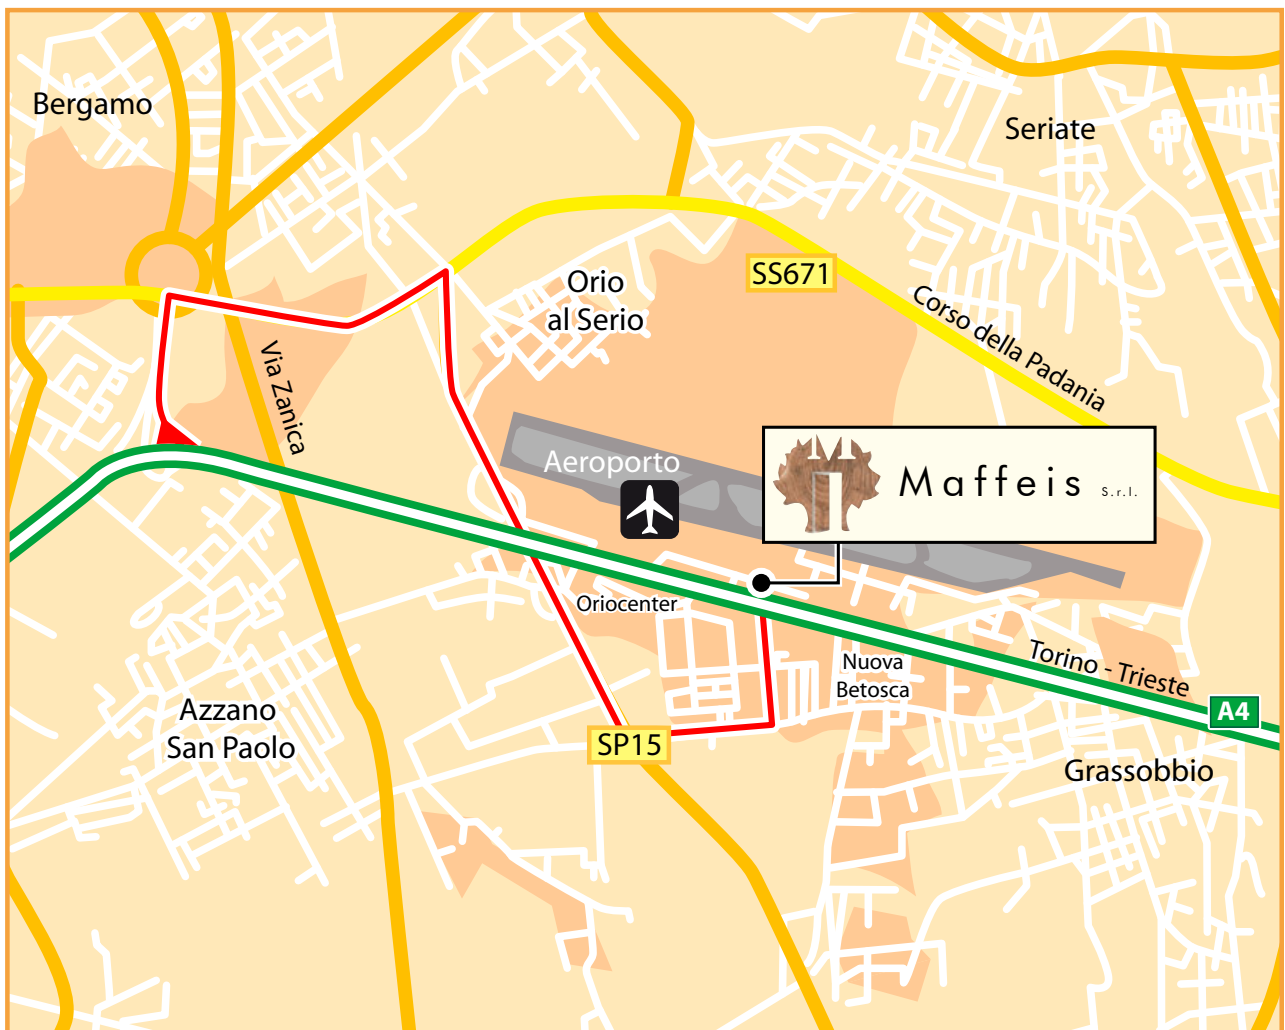 Bergamo
Seriate
SS671
Orio
al Serio
Corso della Padania
Via Zanica
Aeroporto
M
Maffeis s.r.l.
Oriocenter
Nuova
Betosca
Torino - Trieste
A4
Azzano
San Paolo
SP15
Grassobbio